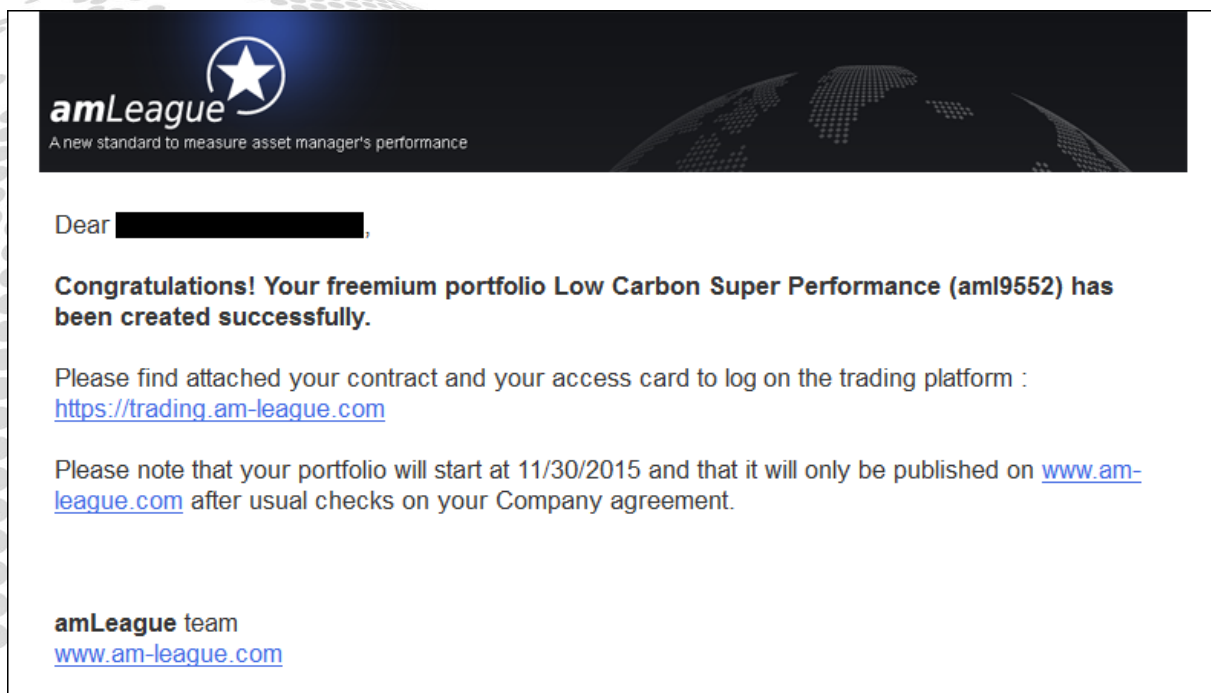 amLeague
A new standard to measure asset manager's performance
Dear ,
Congratulations! Your freemium portfolio Low Carbon Super Performance (aml9552) has
been created successfully.
Please find attached your contract and your access card to log on the trading platform :
https://trading.am-league.com
Please note that your portfolio will start at 11/30/2015 and that it will only be published on www.am-
league.com after usual checks on your Company agreement.
amLeague team
www.am-league.com